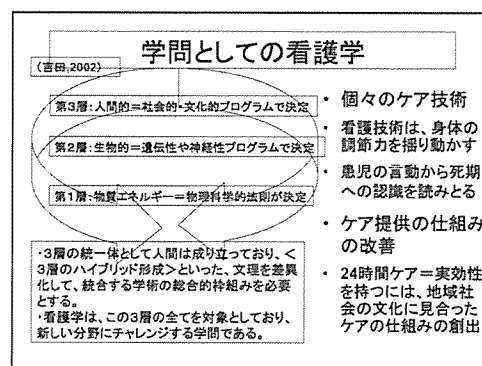 学問としての看護学
(吉田,2002)
第3層:人間的=社会的・文化的プログラムで決定
第2層:生物的=遺伝性や神経性プログラムで決定
第1層:物質エネルギー=物理科学的法則が決定
・3層の統一体として人間は成り立っており、<
3層のハイブリッド形成>といった、文理を差異
化して、統合する学術の総合的枠組みを必要
とする。
・看護学は、この3層の全てを対象としており、
新しい分野にチャレンジする学問である。
• 個々のケア技術
• 看護技術は、身体の
調節力を揺り動かす
• 患児の言動から死期
への認識を読みとる
• ケア提供の仕組み
の改善
• 24時間ケア=実効性
を持つには、地域社
会の文化に見合った
ケアの仕組みの創出